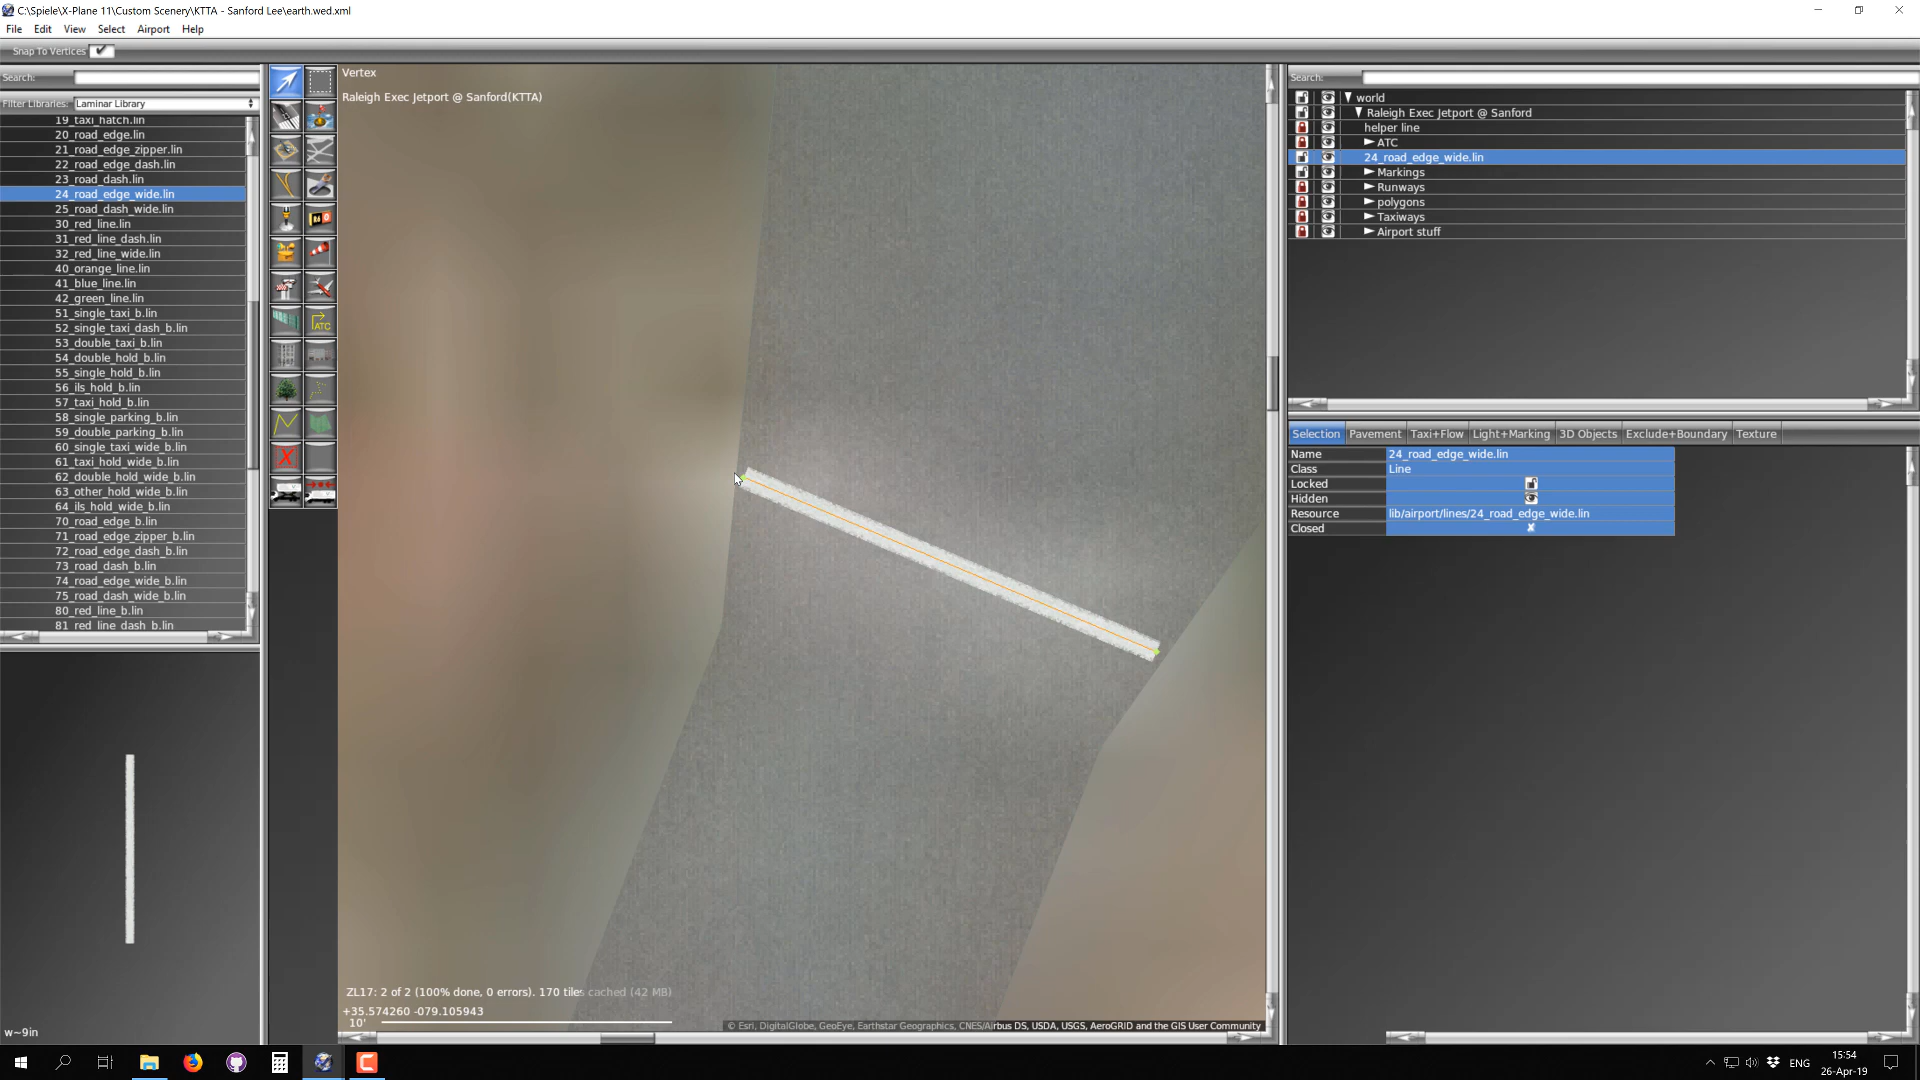 C:\Spiele\X-Plane 11\Custom Scenery\KTTA - Sanford Lee\earth.wed.xml
File Edit View Select Airport Help
Snap To Vertices
Search:
Filter Libraries: Laminar Library
19_taxi_hatch.lin
20_road_edge.lin
21_road_edge_zipper.lin
22_road_edge_dash.lin
23_road_dash.lin
24_road_edge_wide.lin
25_road_dash_wide.lin
30_red_line.lin
31_red_line_dash.lin
32_red_line_wide.lin
40_orange_line.lin
41_blue_line.lin
42_green_line.lin
51_single_taxi_b.lin
52_single_taxi_dash_b.lin
53_double_taxi_b.lin
54_double_hold_b.lin
55_single_hold_b.lin
56_ils_hold_b.lin
57_taxi_hold_b.lin
58_single_parking_b.lin
59_double_parking_b.lin
60_single_taxi_wide_b.lin
61_taxi_hold_wide_b.lin
62_double_hold_wide_b.lin
63_other_hold_wide_b.lin
64_ils_hold_wide_b.lin
70_road_edge_b.lin
71_road_edge_zipper_b.lin
72_road_edge_dash_b.lin
73_road_dash_b.lin
74_road_edge_wide_b.lin
75_road_dash_wide_b.lin
80_red_line_b.lin
81_red_line_dash_b.lin
w~9in
ATC
Vertex
Raleigh Exec Jetport @ Sanford(KTTA)
ZL17: 2 of 2 (100% done, 0 errors). 170 tiles cached (42 MB)
+35.574260 -079.105943
10'
© Esri, DigitalGlobe, GeoEye, Earthstar Geographics, CNES/Airbus DS, USDA, USGS, AeroGRID and the GIS User Community
Search:
world
Raleigh Exec Jetport @ Sanford
helper line
ATC
24_road_edge_wide.lin
Markings
Runways
polygons
Taxiways
Airport stuff
Selection Pavement Taxi+Flow Light+Marking 3D Objects Exclude+Boundary Texture
Name 24_road_edge_wide.lin
Class Line
Locked
Hidden
Resource lib/airport/lines/24_road_edge_wide.lin
Closed
ENG
15:54
26-Apr-19